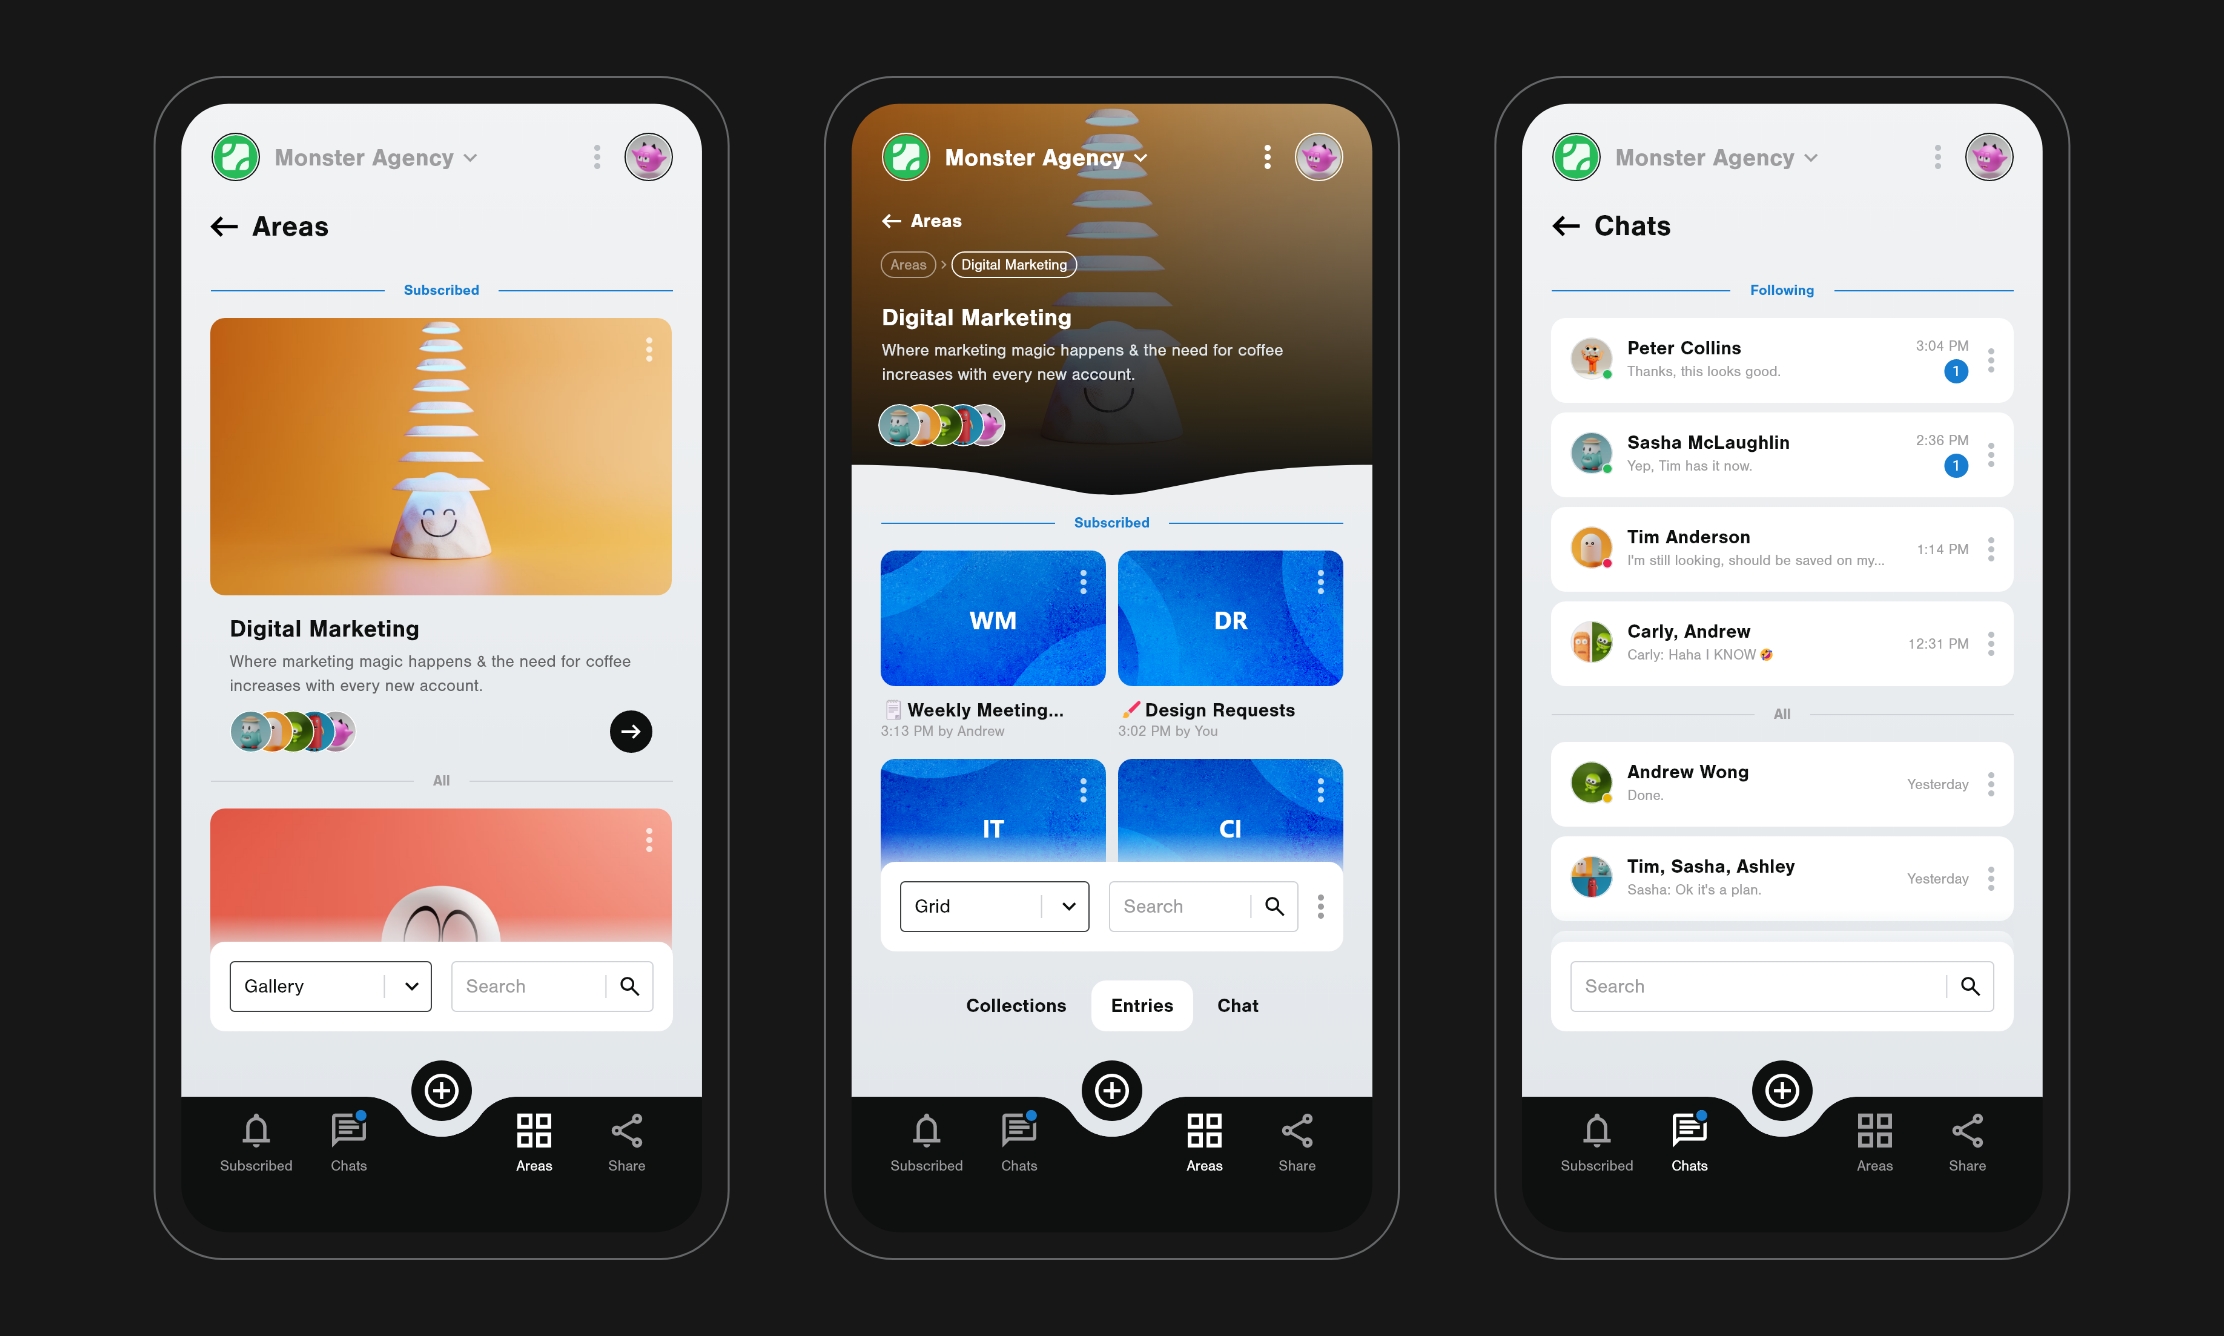 Monster Agency
Areas
Subscribed
Digital Marketing
Where marketing magic happens & the need for coffee
increases with every new account.
All
Gallery
Search
Subscribed
Chats
Areas
Share
Monster Agency
Areas
Areas
Digital Marketing
Digital Marketing
Where marketing magic happens & the need for coffee
increases with every new account.
Subscribed
WM
DR
Weekly Meeting...
3:13 PM by Andrew
Design Requests
3:02 PM by You
IT
CI
Grid
Search
Collections
Entries
Chat
Subscribed
Chats
Areas
Share
Monster Agency
Chats
Following
Peter Collins
3:04 PM
Thanks, this looks good.
1
Sasha McLaughlin
2:36 PM
Yep, Tim has it now.
1
Tim Anderson
I'm still looking, should be saved on my...
1:14 PM
Carly, Andrew
Carly: Haha I KNOW 🤣
12:31 PM
All
Andrew Wong
Done.
Yesterday
Tim, Sasha, Ashley
Sasha: Ok it's a plan.
Yesterday
Search
Subscribed
Chats
Areas
Share